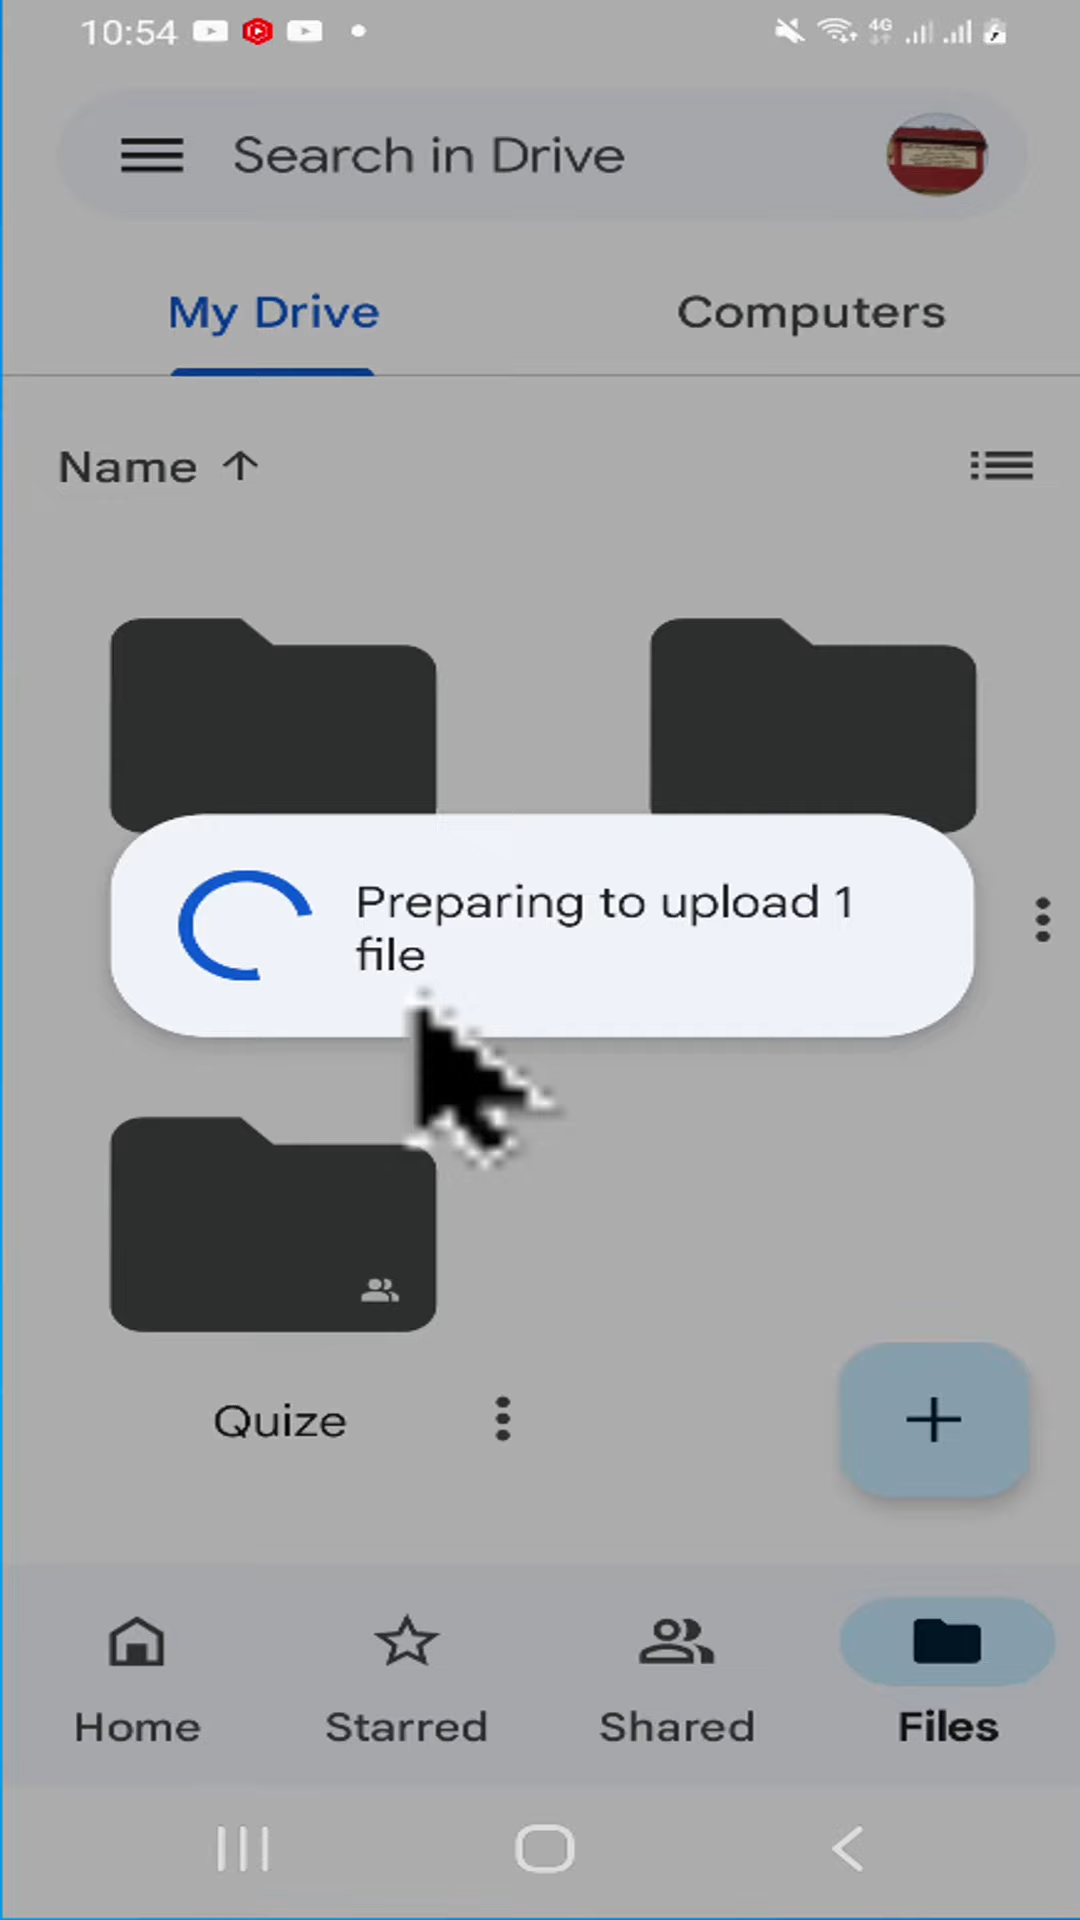 10:54
4G
Search in Drive
My Drive
Computers
Name
Preparing to upload 1
file
Quize
Home
Starred
Shared
Files